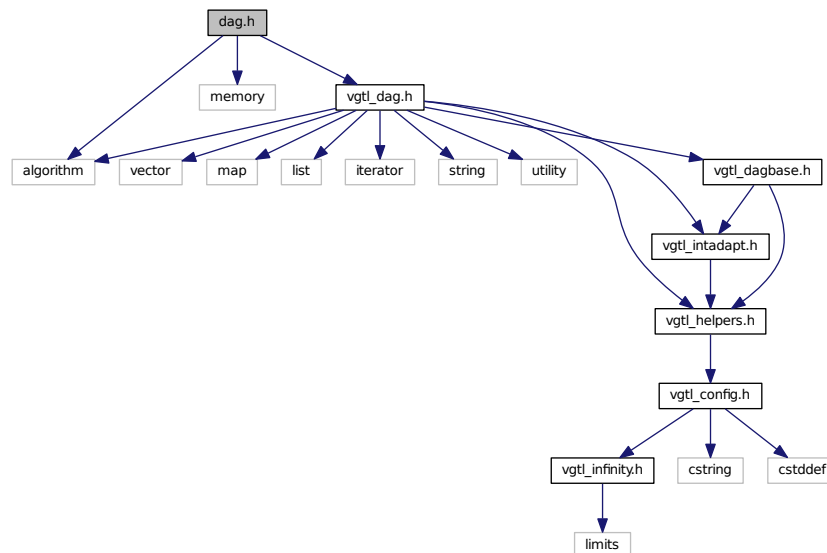 dag.h
memory
vgtl_dag.h
algorithm
vector
map
list
iterator
string
utility
vgtl_dagbase.h
vgtl_intadapt.h
vgtl_helpers.h
vgtl_config.h
vgtl_infinity.h
cstring
cstddef
limits